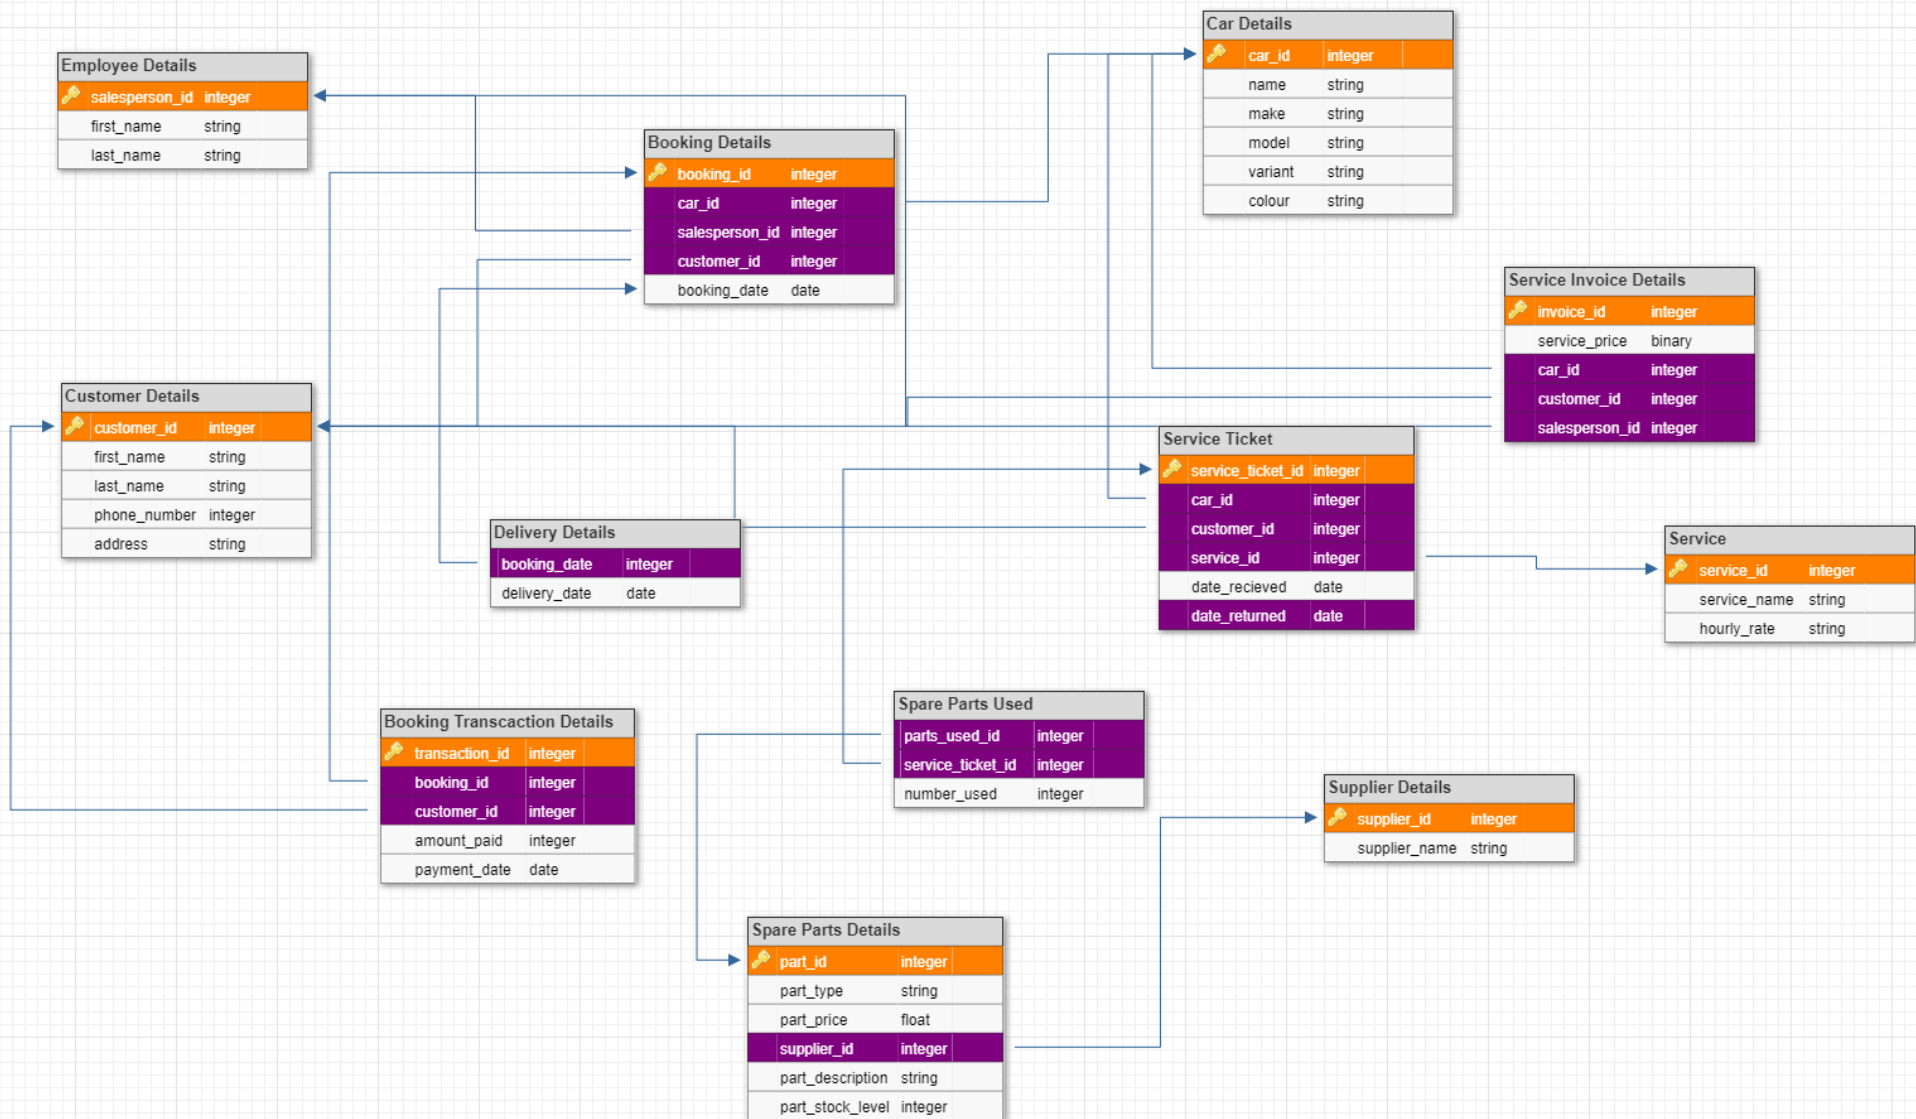 Employee Details
salesperson_id integer
first_name string
last_name string
Booking Details
booking_id integer
car_id integer
salesperson_id integer
customer_id integer
booking_date date
Car Details
car_id integer
name string
make string
model string
variant string
colour string
Service Invoice Details
invoice_id integer
service_price binary
car_id integer
customer_id integer
salesperson_id integer
Customer Details
customer_id integer
first_name string
last_name string
phone_number integer
address string
Delivery Details
booking_date integer
delivery_date date
Service Ticket
service_ticket_id integer
car_id integer
customer_id integer
service_id integer
date_recieved date
date_returned date
Service
service_id integer
service_name string
hourly_rate string
Booking Transcaction Details
transaction_id integer
booking_id integer
customer_id integer
amount_paid integer
payment_date date
Spare Parts Used
parts_used_id integer
service_ticket_id integer
number_used integer
Supplier Details
supplier_id integer
supplier_name string
Spare Parts Details
part_id integer
part_type string
part_price float
supplier_id integer
part_description string
part_stock_level integer